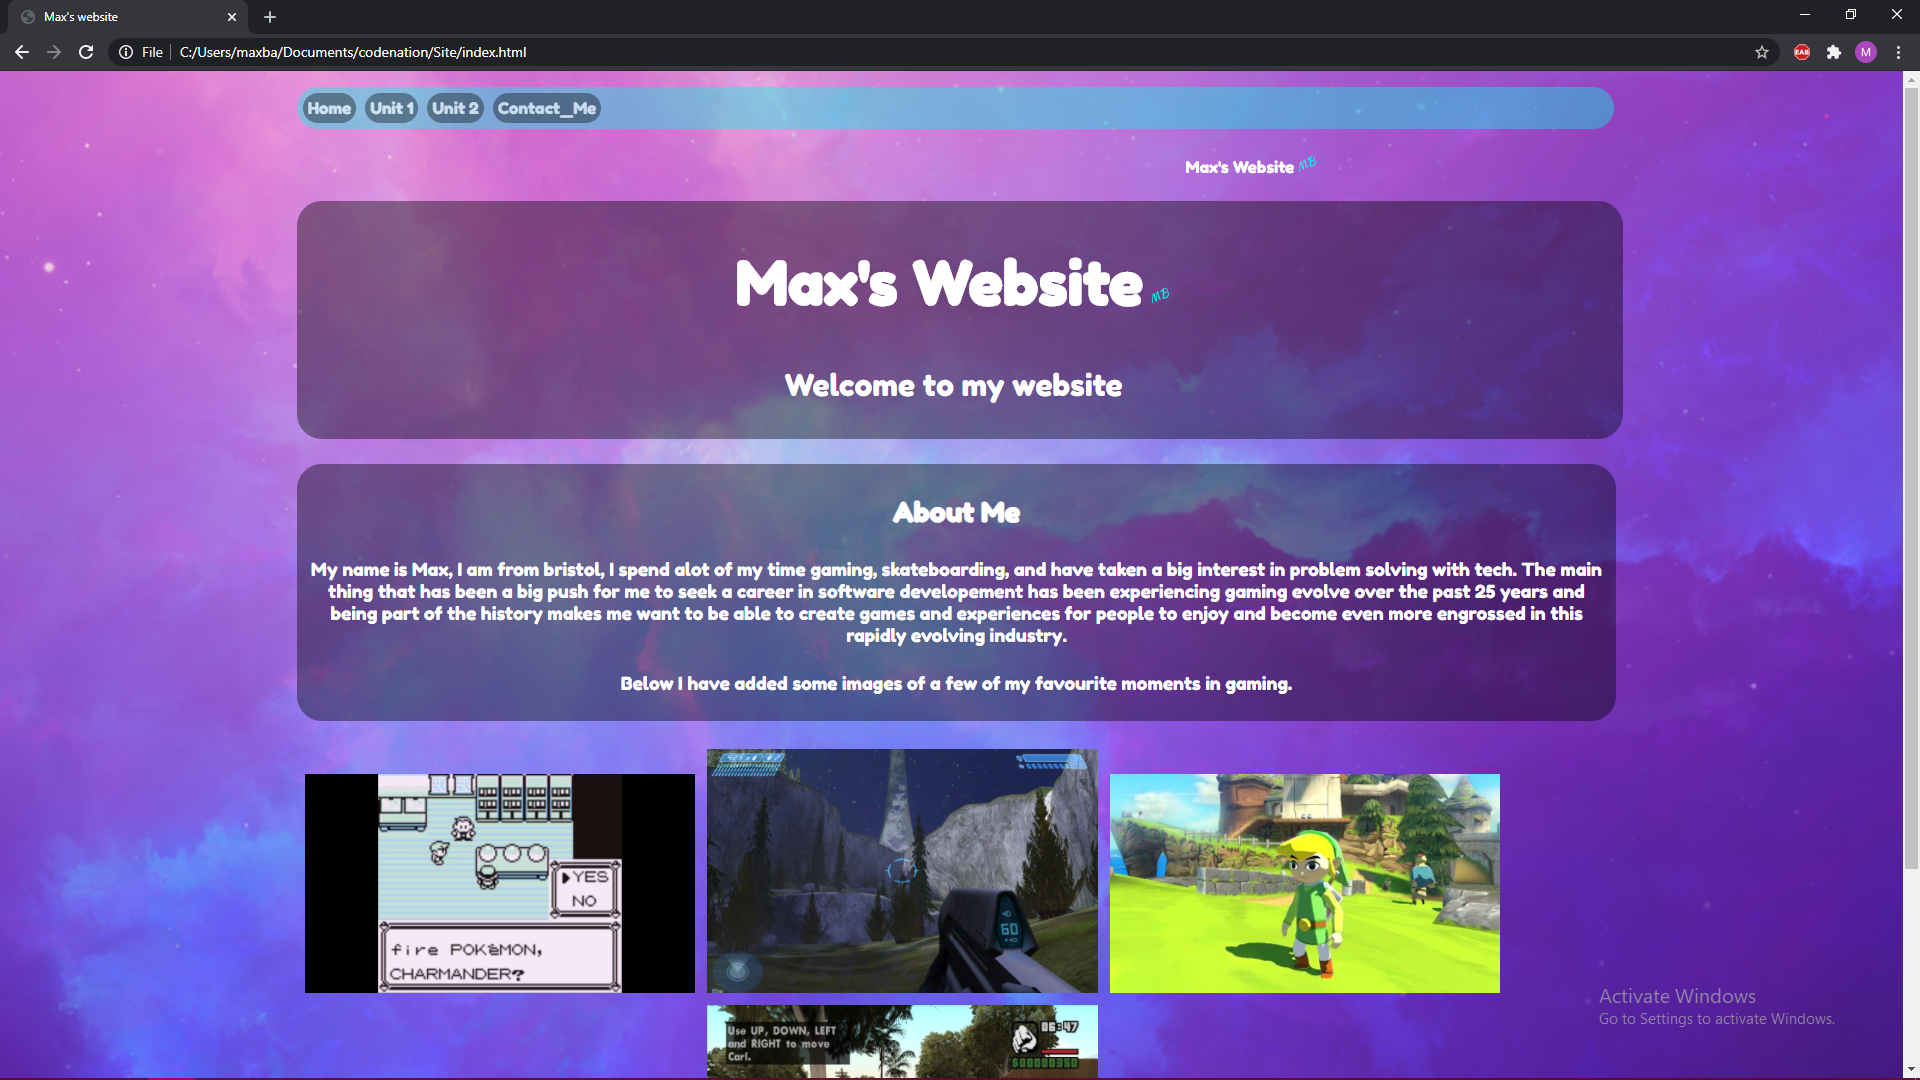 Max's website
File
C:/Users/maxba/Documents/codenation/Site/index.html
EAB
M
Home
Unit 1
Unit 2
Contact_Me
Max's Website MB
Max's Website MB
Welcome to my website
About Me
My name is Max, I am from bristol, I spend alot of my time gaming, skateboarding, and have taken a big interest in problem solving with tech. The main
thing that has been a big push for me to seek a career in software developement has been experiencing gaming evolve over the past 25 years and
being part of the history makes me want to be able to create games and experiences for people to enjoy and become even more engrossed in this
rapidly evolving industry.
Below I have added some images of a few of my favourite moments in gaming.
YES
NO
fire POKéMON,
CHARMANDER?
60
Use UP, DOWN, LEFT
and RIGHT to move
Carl.
06:47
$00000350
Activate Windows
Go to Settings to activate Windows.